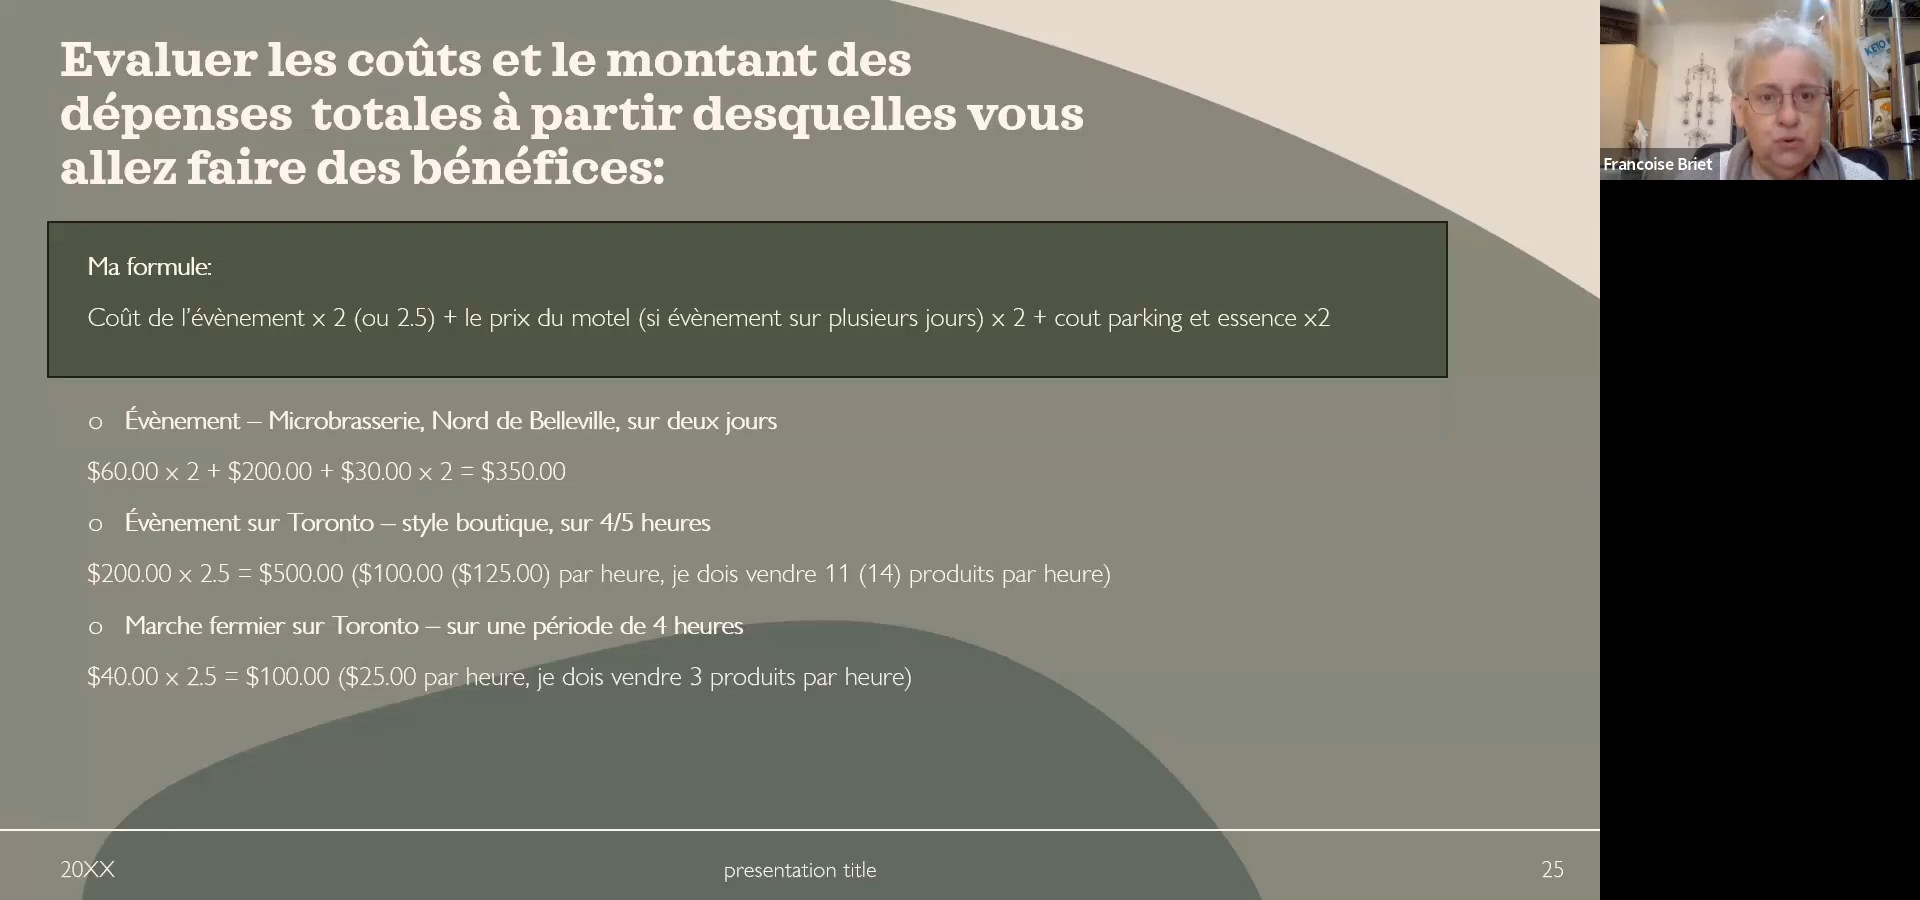 Evaluer les coûts et le montant des
dépenses  totales à partir desquelles vous
allez faire des bénéfices:
Francoise Briet
KETO
Ma formule:
Coût de l’évènement x 2 (ou 2.5) + le prix du motel (si évènement sur plusieurs jours) x 2 + cout parking et essence x2
o Évènement – Microbrasserie, Nord de Belleville, sur deux jours
$60.00 x 2 + $200.00 + $30.00 x 2 = $350.00
o Évènement sur Toronto – style boutique, sur 4/5 heures
$200.00 x 2.5 = $500.00 ($100.00 ($125.00) par heure, je dois vendre 11 (14) produits par heure)
o Marche fermier sur Toronto – sur une période de 4 heures
$40.00 x 2.5 = $100.00 ($25.00 par heure, je dois vendre 3 produits par heure)
20XX
presentation title
25